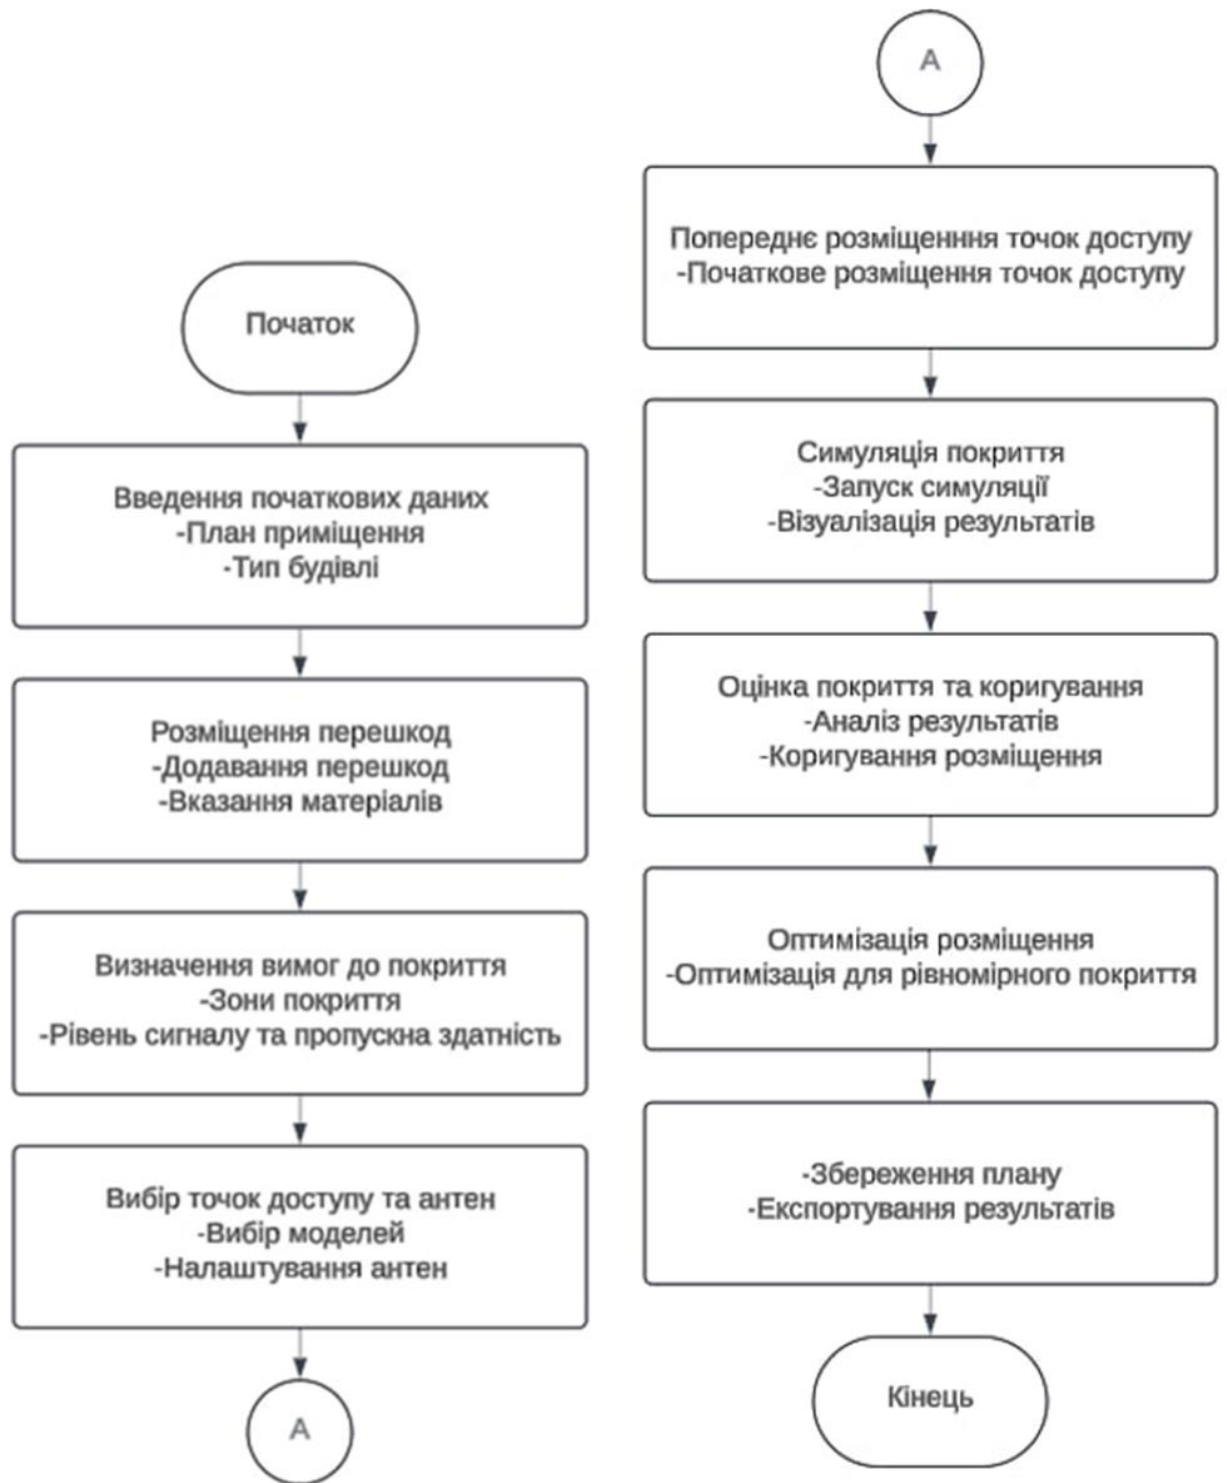 Початок
Введення початкових даних
-План приміщення
-Тип будівлі
Розміщення перешкод
-Додавання перешкод
-Вказання матеріалів
Визначення вимог до покриття
-Зони покриття
-Рівень сигналу та пропускна здатність
Вибір точок доступу та антен
-Вибір моделей
-Налаштування антен
А
А
Попереднє розміщенння точок доступу
-Початкове розміщення точок доступу
Симуляція покриття
-Запуск симуляції
-Візуалізація результатів
Оцінка покриття та коригування
-Аналіз результатів
-Коригування розміщення
Оптимізація розміщення
-Оптимізація для рівномірного покриття
-Збереження плану
-Експортування результатів
Кінець